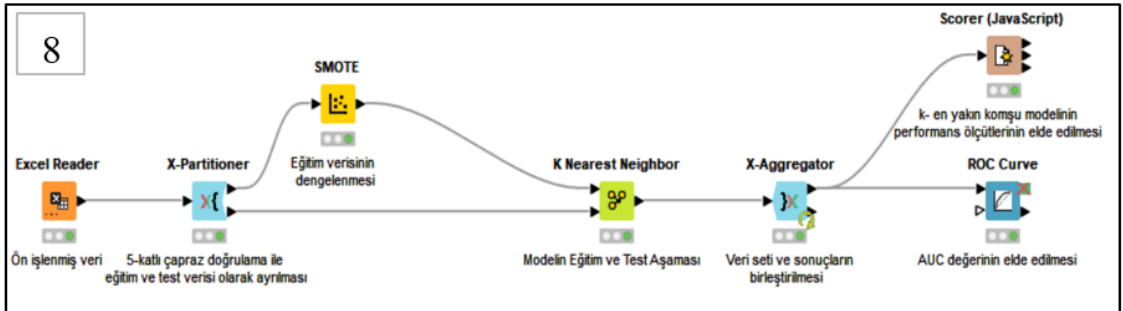 8
Scorer (JavaScript)
k- en yakın komşu modelinin
performans ölçütlerinin elde edilmesi
SMOTE
Eğitim verisinin
dengelenmesi
Excel Reader
Ön işlenmiş veri
X-Partitioner
5-katlı çapraz doğrulama ile
eğitim ve test verisi olarak ayrılması
K Nearest Neighbor
Modelin Eğitim ve Test Aşaması
X-Aggregator
Veri seti ve sonuçların
birleştirilmesi
ROC Curve
AUC değerinin elde edilmesi